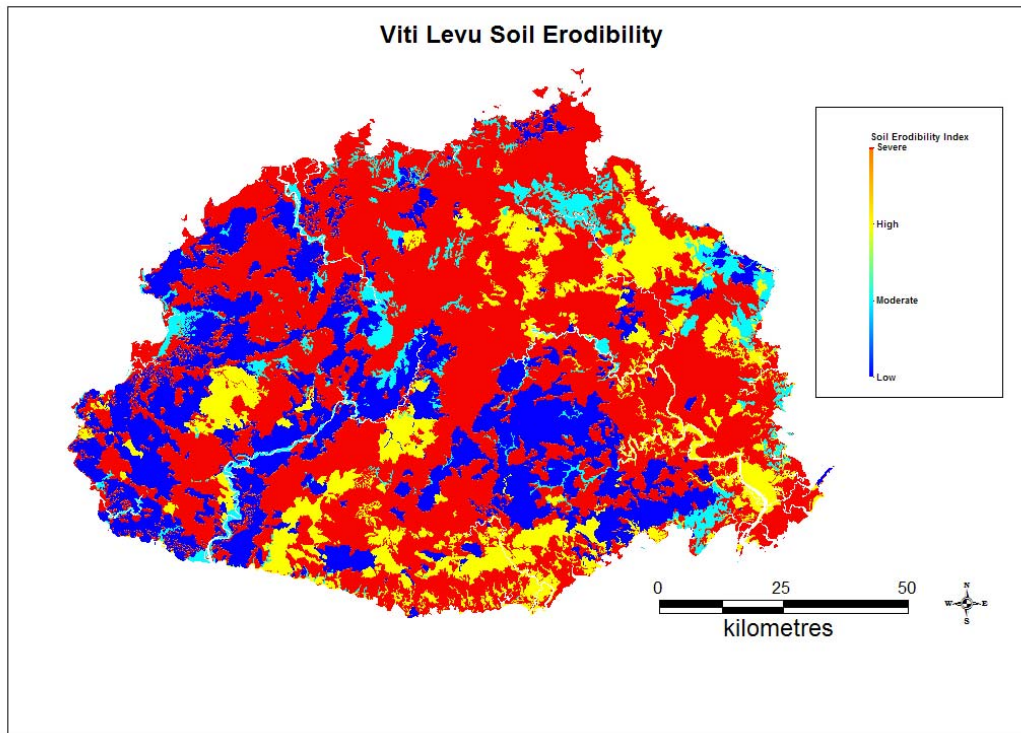 Viti Levu Soil Erodibility
Soil Erodibility Index
Severe
High
Moderate
Low
0 25 50
kilometres
N
W E
S